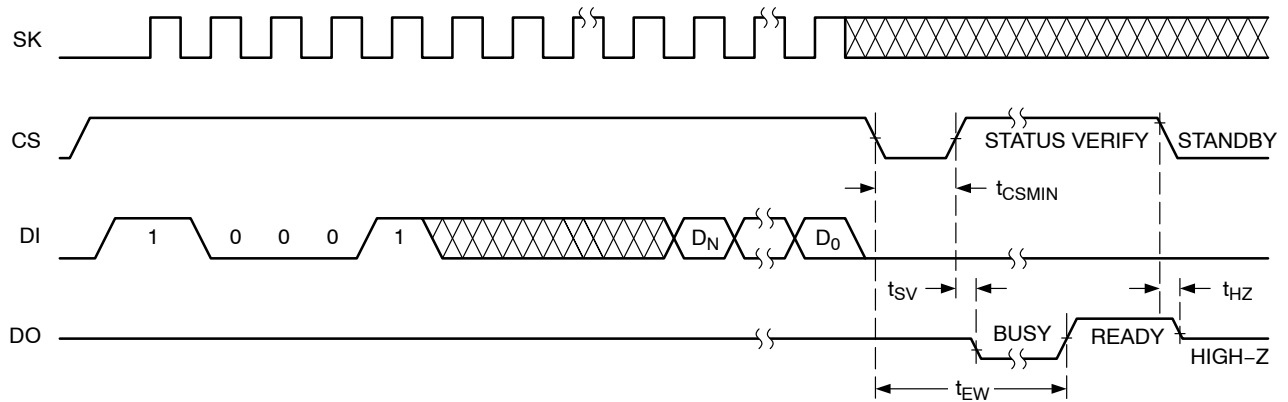 SK
CS
STATUS VERIFY
STANDBY
tCSMIN
DI
1 0 0 0 1 DN D0
tSV
tHZ
DO
BUSY
READY
HIGH–Z
tEW